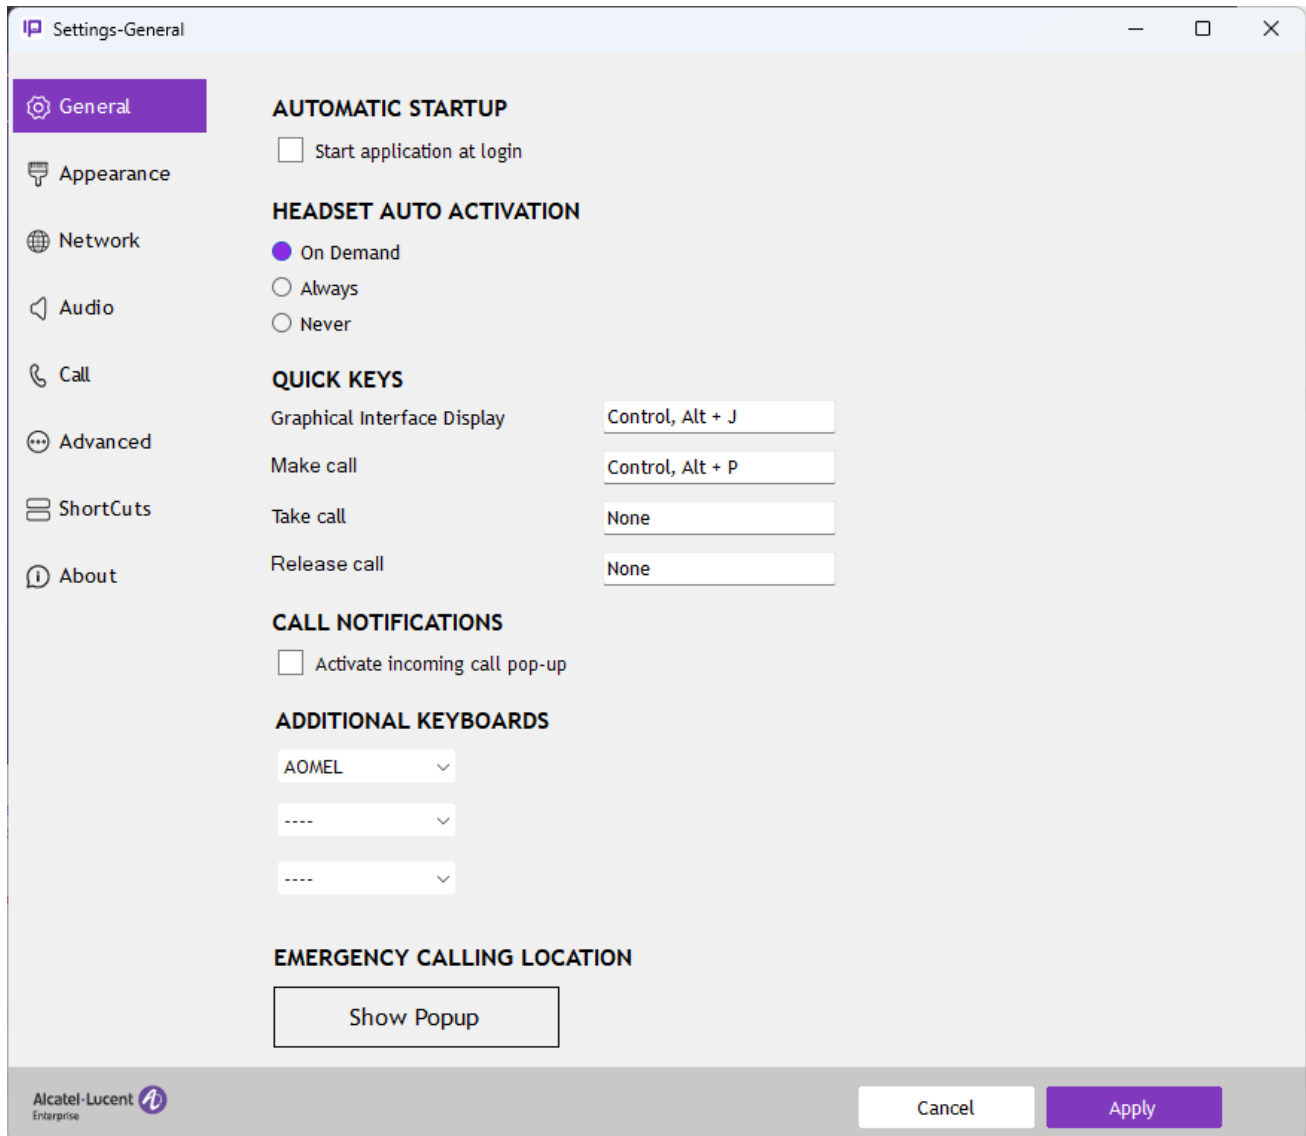 Settings-General
General
Appearance
Network
Audio
Call
Advanced
ShortCuts
About
AUTOMATIC STARTUP
Start application at login
HEADSET AUTO ACTIVATION
On Demand
Always
Never
QUICK KEYS
Graphical Interface Display Control, Alt + J
Make call Control, Alt + P
Take call None
Release call None
CALL NOTIFICATIONS
Activate incoming call pop-up
ADDITIONAL KEYBOARDS
AOMEL
----
----
EMERGENCY CALLING LOCATION
Show Popup
Alcatel·Lucent
Enterprise
Cancel Apply